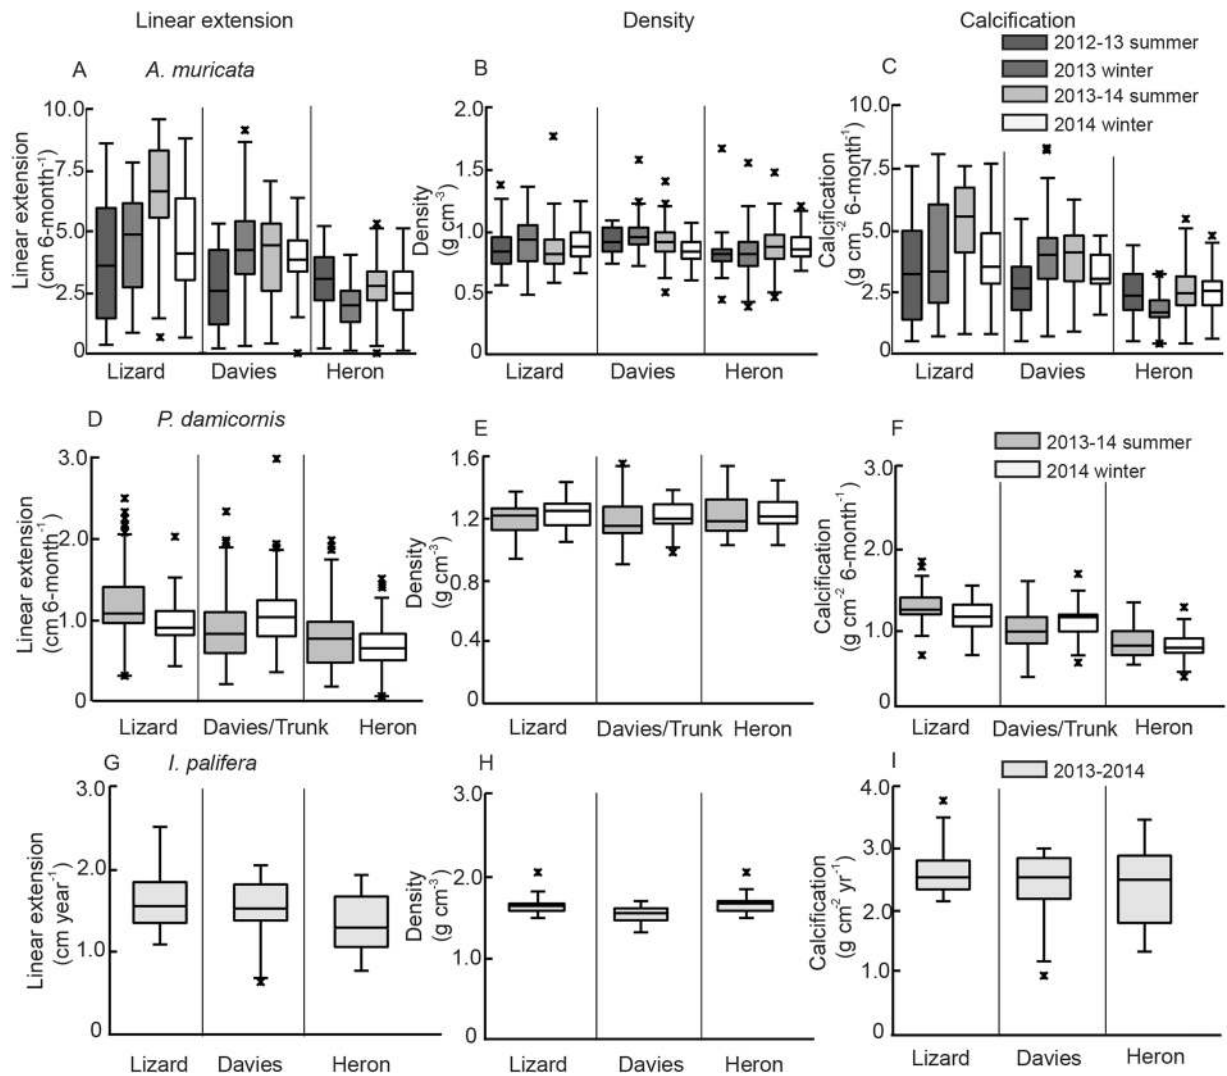 Linear extension
Density
Calcification
2012-13 summer
2013 winter
2013-14 summer
2014 winter
A
A. muricata
Linear extension
(cm 6-month⁻¹)
10.0
7.5
5.0
2.5
0
Lizard
Davies
Heron
B
Density
(g cm⁻³)
2.0
1.5
1.0
0.5
0
Lizard
Davies
Heron
C
Calcification
(g cm⁻² 6-month⁻¹)
10.0
7.5
5.0
2.5
0
Lizard
Davies
Heron
D
P. damicornis
Linear extension
(cm 6-month⁻¹)
3.0
2.0
1.0
0
Lizard
Davies/Trunk
Heron
E
Density
(g cm⁻³)
1.6
1.2
0.8
0.4
0
Lizard
Davies/Trunk
Heron
F
2013-14 summer
2014 winter
Calcification
(g cm⁻² 6-month⁻¹)
3.0
2.0
1.0
0
Lizard
Davies/Trunk
Heron
G
I. palifera
Linear extension
(cm year⁻¹)
3.0
2.0
1.0
0
Lizard
Davies
Heron
H
Density
(g cm⁻³)
3.0
2.0
1.0
0
Lizard
Davies
Heron
I
2013-2014
Calcification
(g cm⁻² yr⁻¹)
4.0
3.0
2.0
1.0
0
Lizard
Davies
Heron